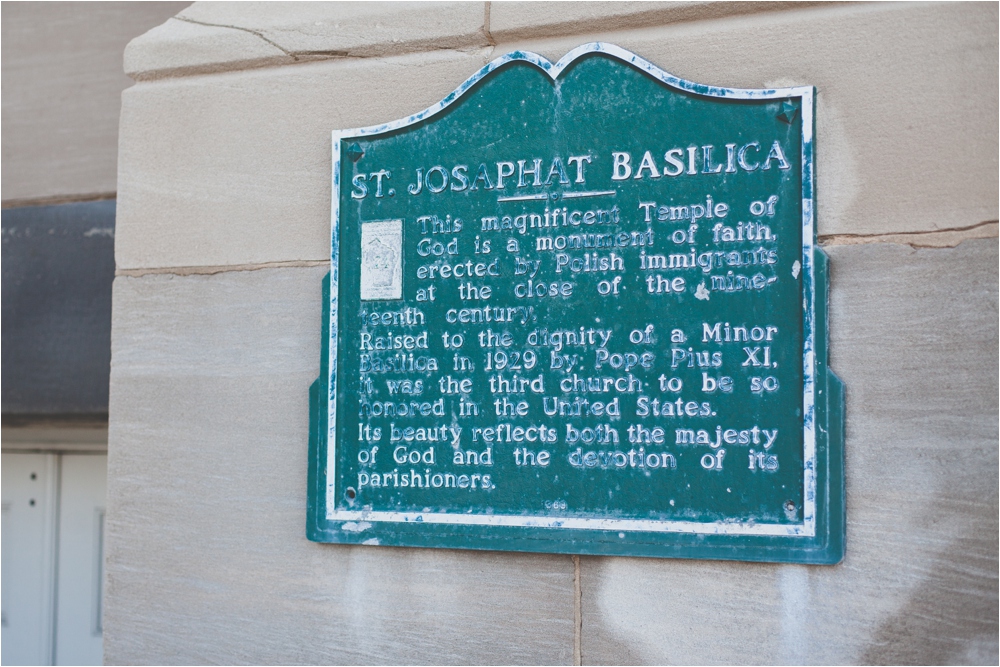 ST. JOSAPHAT BASILICA
This magnificent Temple of
God is a monument of faith,
erected by Polish immigrants
at the close of the nine-
teenth century.
Raised to the dignity of a Minor
Basilica in 1929 by Pope Pius XI,
it was the third church to be so
honored in the United States.
Its beauty reflects both the majesty
of God and the devotion of its
parishioners.